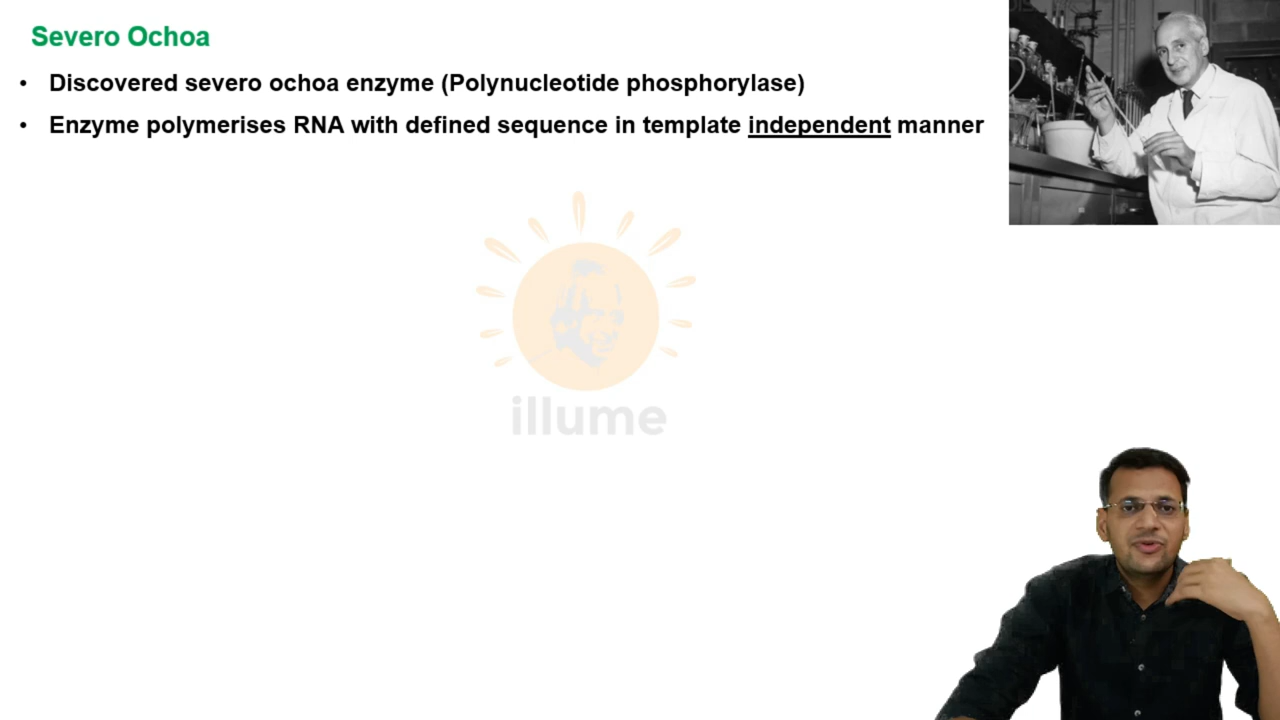 Severo Ochoa
• Discovered severo ochoa enzyme (Polynucleotide phosphorylase)
• Enzyme polymerises RNA with defined sequence in template independent manner
illume